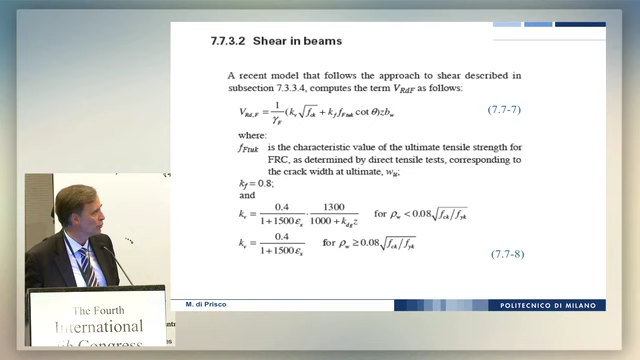 7.7.3.2 Shear in beams
A recent model that follows the approach to shear described in
subsection 7.3.3.4, computes the term V_RdF as follows:
V_Rd,F = 1/γ_F (k_v √f_ck + k_f f_Ftuk cot θ) z b_w (7.7-7)
where:
f_Ftuk is the characteristic value of the ultimate tensile strength for
FRC, as determined by direct tensile tests, corresponding to
the crack width at ultimate, w_u;
k_f = 0.8;
and
k_v = 0.4/(1+1500ε_x) · 1300/(1000 + k_dg z) for ρ_w < 0.08√f_ck/f_yk
k_v = 0.4/(1+1500ε_x) for ρ_w ≥ 0.08√f_ck/f_yk (7.7-8)
M. di Prisco
POLITECNICO DI MILANO
The Fourth
International
Congress